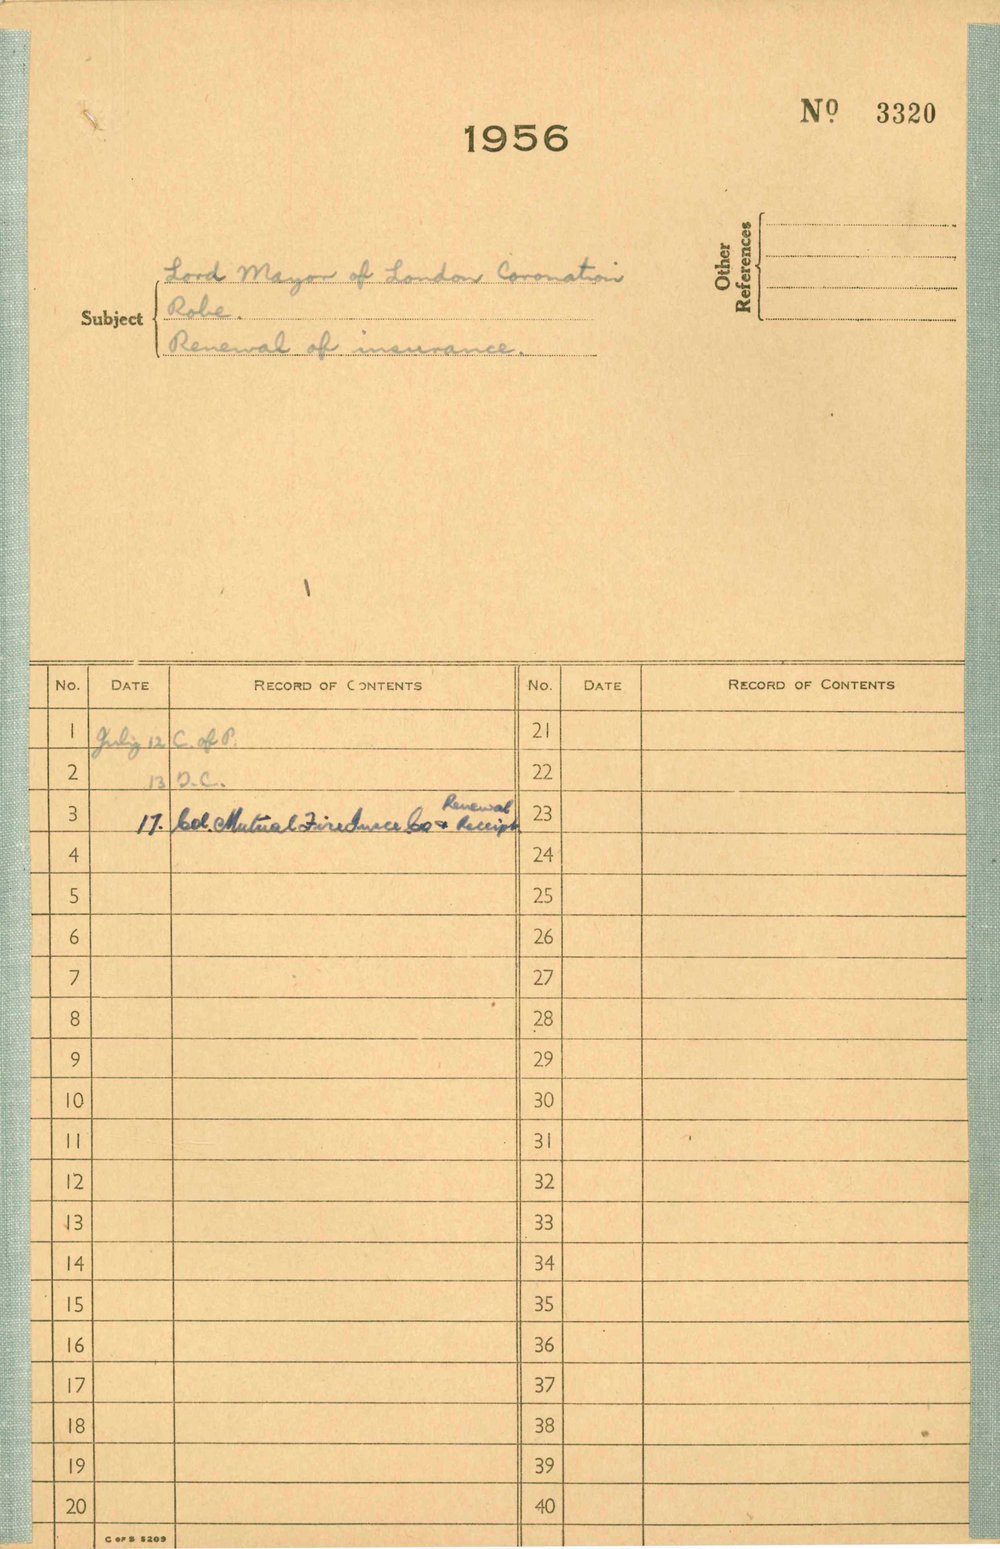 1956
Nº 3320
Other
References
Subject
Lord Mayor of London Coronation
Robe.
Renewal of insurance.
No. DATE RECORD OF CONTENTS No. DATE RECORD OF CONTENTS
1 July 12 C. of P. 21
2 13 T.C. 22
Renewal
3 17. Col. Mutual Fire Insce Co + Receipt 23
4 24
5 25
6 26
7 27
8 28
9 29
10 30
11 31
12 32
13 33
14 34
15 35
16 36
17 37
18 38
19 39
20 40
C OF S 5209